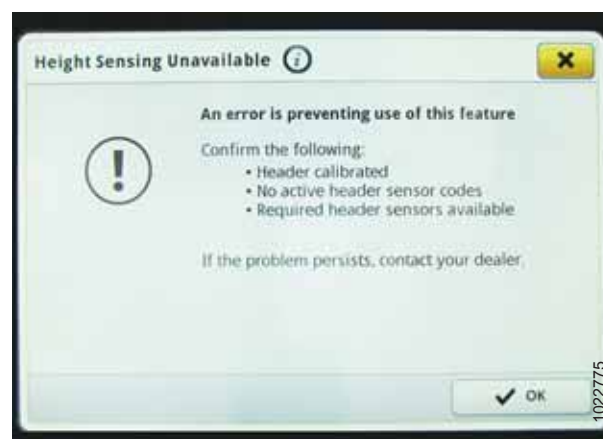 Height Sensing Unavailable i
An error is preventing use of this feature
!
Confirm the following:
• Header calibrated
• No active header sensor codes
• Required header sensors available
If the problem persists, contact your dealer.
OK
1022775